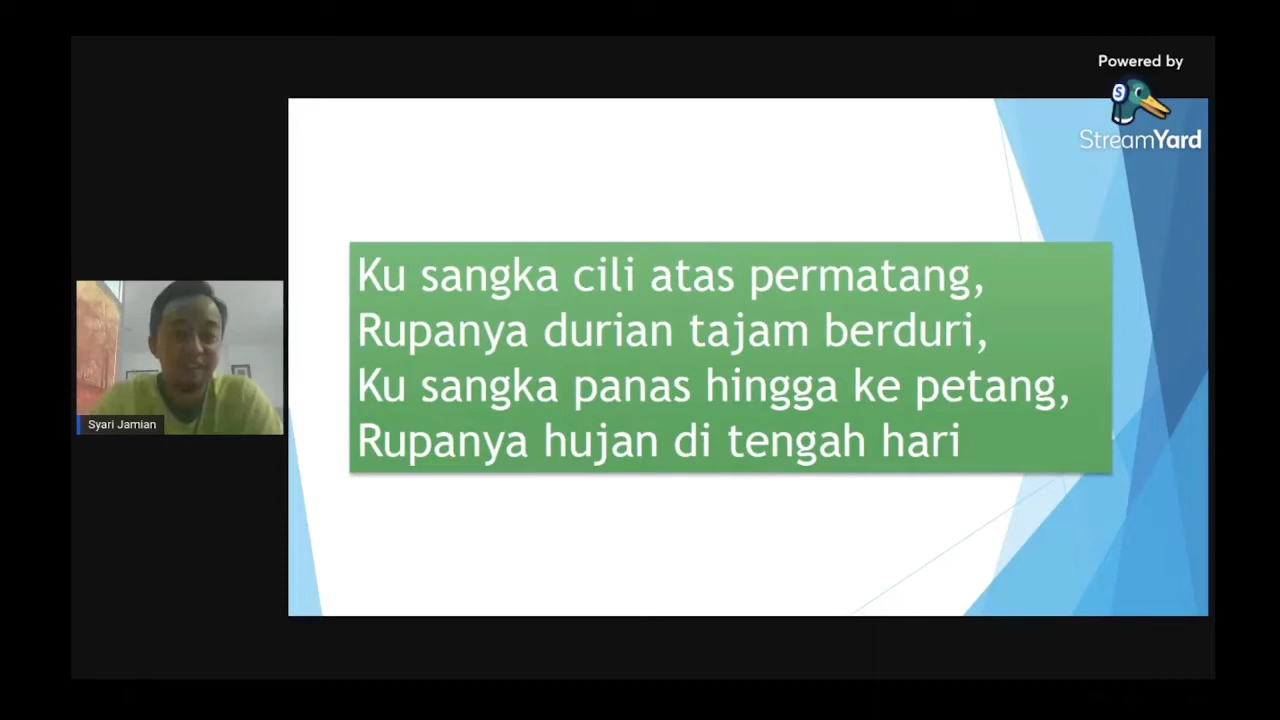 Powered by
StreamYard
Ku sangka cili atas permatang,
Rupanya durian tajam berduri,
Ku sangka panas hingga ke petang,
Rupanya hujan di tengah hari
Syari Jamian